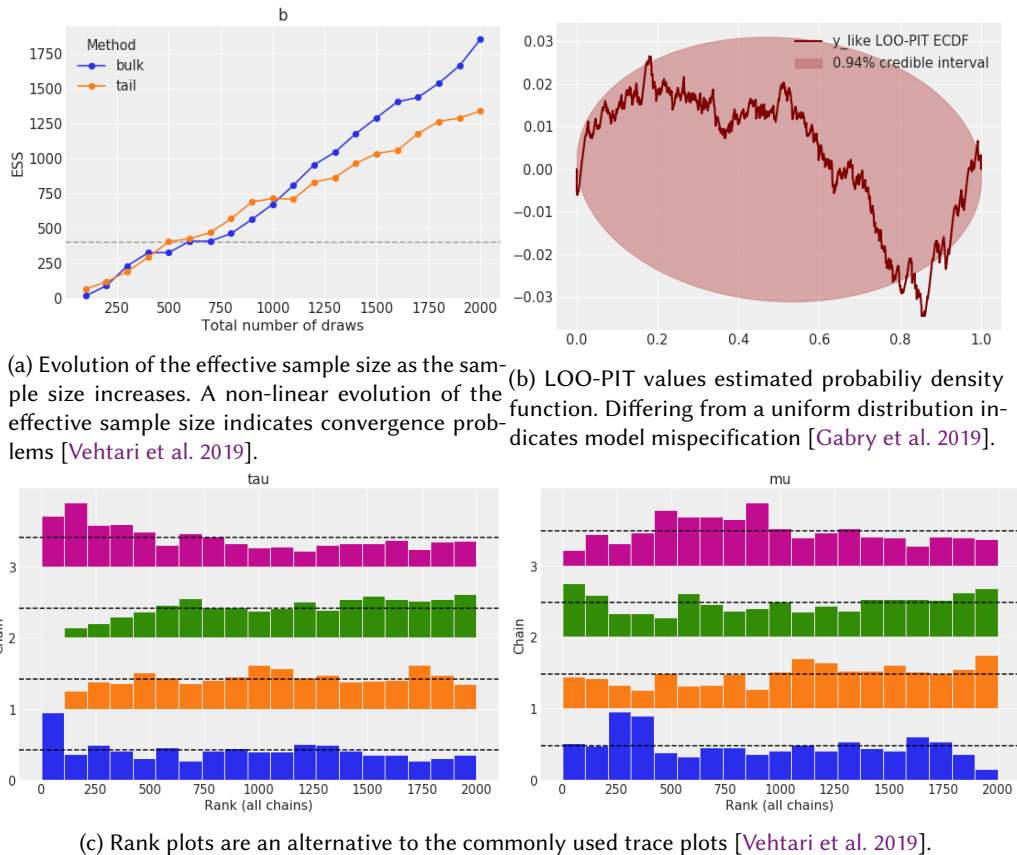 b
Method
bulk
tail
1750
1500
1250
1000
750
500
250
0
ESS
250 500 750 1000 1250 1500 1750 2000
Total number of draws
y_like LOO-PIT ECDF
0.94% credible interval
0.03
0.02
0.01
0.00
−0.01
−0.02
−0.03
0.0 0.2 0.4 0.6 0.8 1.0
(a) Evolution of the effective sample size as the sam-
ple size increases. A non-linear evolution of the
effective sample size indicates convergence prob-
lems [Vehtari et al. 2019].
(b) LOO-PIT values estimated probabiliy density
function. Differing from a uniform distribution in-
dicates model mispecification [Gabry et al. 2019].
tau
3
2
1
0
Chain
0 250 500 750 1000 1250 1500 1750 2000
Rank (all chains)
mu
3
2
1
0
Chain
0 250 500 750 1000 1250 1500 1750 2000
Rank (all chains)
(c) Rank plots are an alternative to the commonly used trace plots [Vehtari et al. 2019].